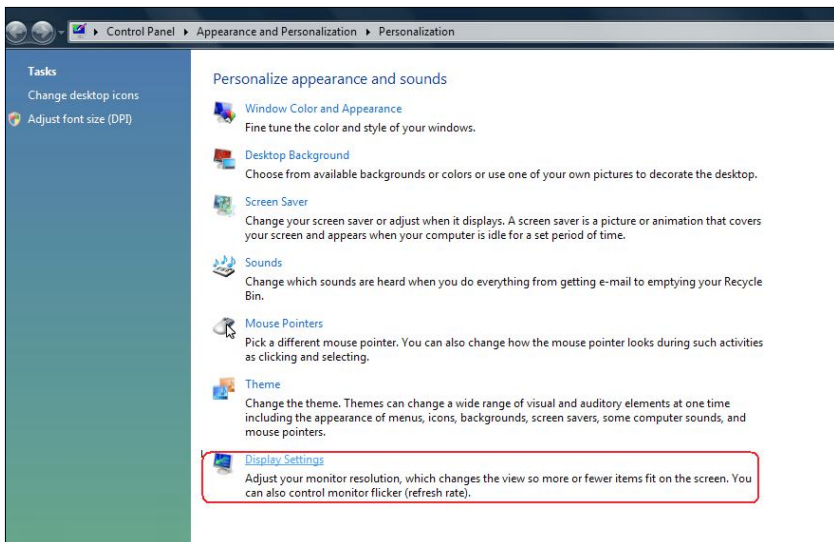 Control Panel ▸ Appearance and Personalization ▸ Personalization
Tasks
Change desktop icons
Adjust font size (DPI)
Personalize appearance and sounds
Window Color and Appearance
Fine tune the color and style of your windows.
Desktop Background
Choose from available backgrounds or colors or use one of your own pictures to decorate the desktop.
Screen Saver
Change your screen saver or adjust when it displays. A screen saver is a picture or animation that covers
your screen and appears when your computer is idle for a set period of time.
Sounds
Change which sounds are heard when you do everything from getting e-mail to emptying your Recycle
Bin.
Mouse Pointers
Pick a different mouse pointer. You can also change how the mouse pointer looks during such activities
as clicking and selecting.
Theme
Change the theme. Themes can change a wide range of visual and auditory elements at one time
including the appearance of menus, icons, backgrounds, screen savers, some computer sounds, and
mouse pointers.
Display Settings
Adjust your monitor resolution, which changes the view so more or fewer items fit on the screen. You
can also control monitor flicker (refresh rate).